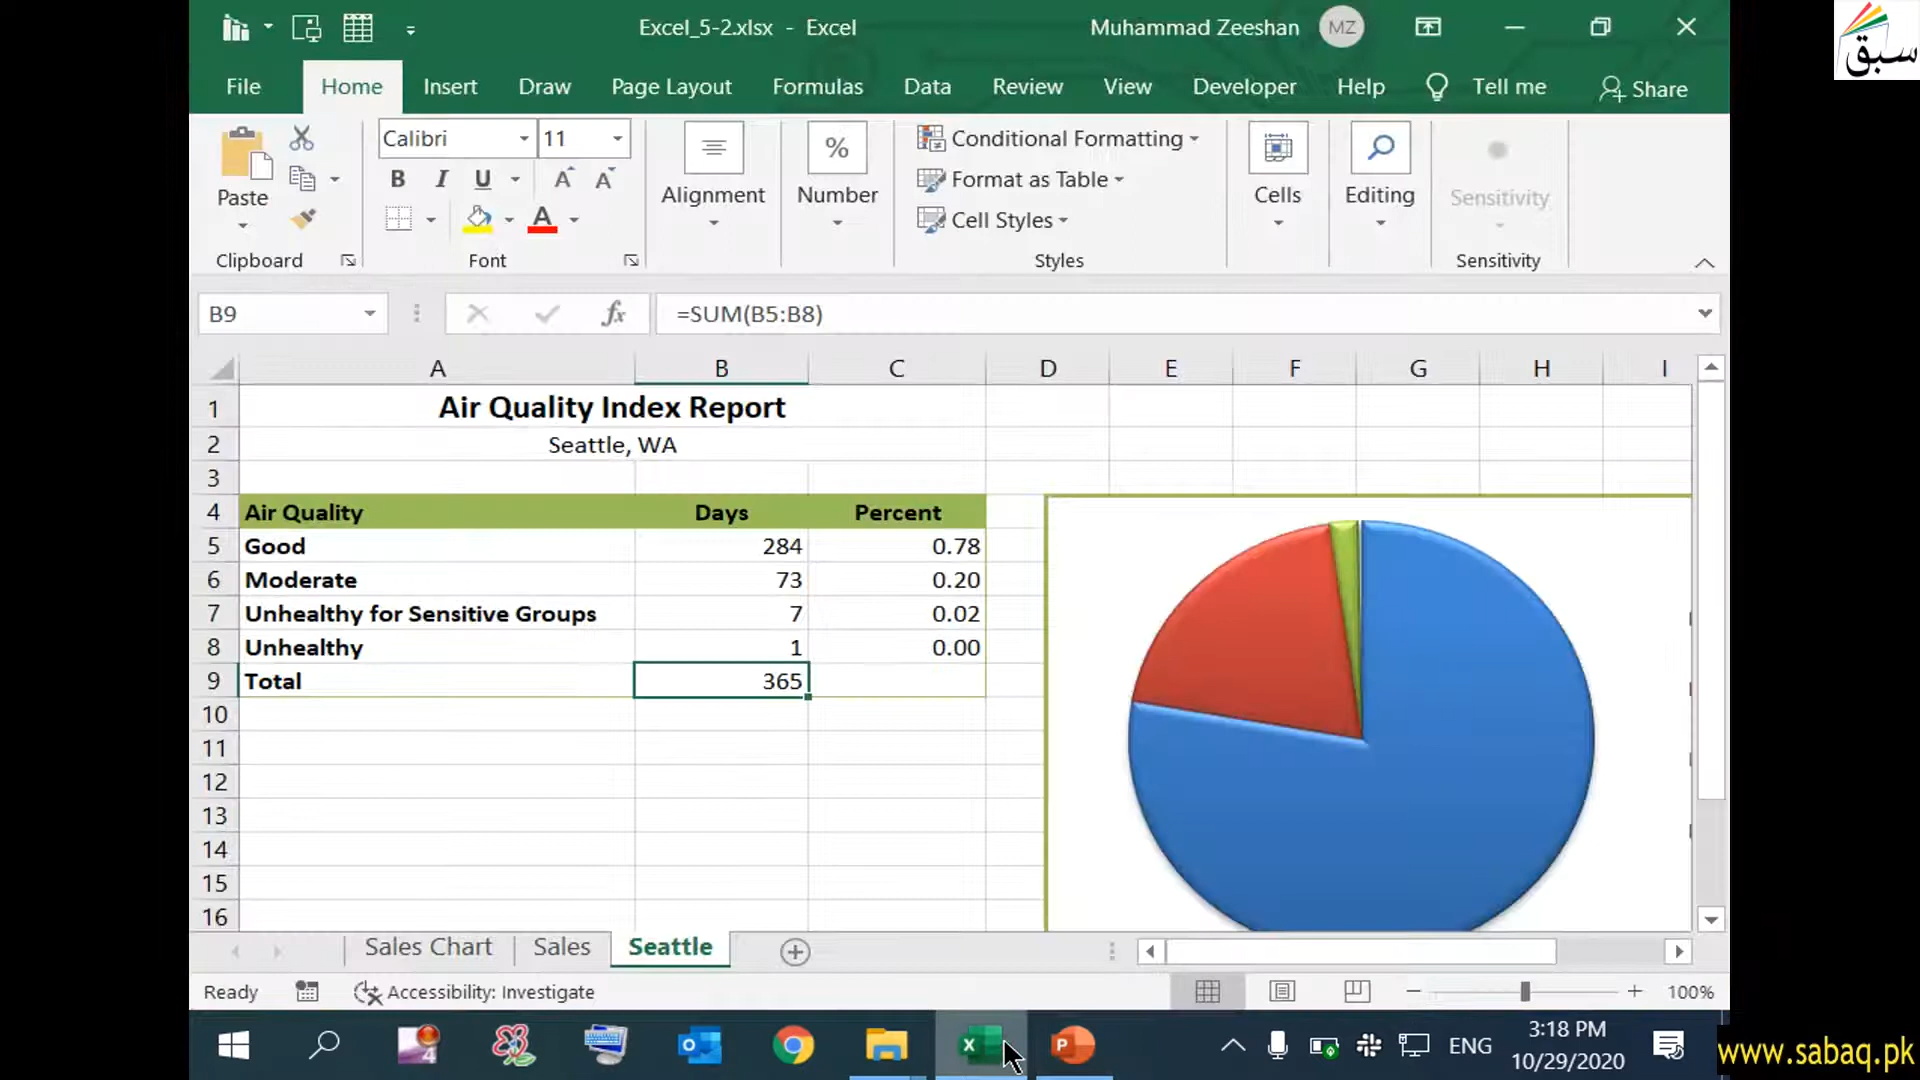 Excel_5-2.xlsx - Excel
Muhammad Zeeshan MZ
سبق
File Home Insert Draw Page Layout Formulas Data Review View Developer Help Tell me Share
Paste
Clipboard
Calibri 11
B I U A A
A
Font
Alignment
%
Number
Conditional Formatting
Format as Table
Cell Styles
Styles
Cells
Editing
Sensitivity
Sensitivity
B9 fx =SUM(B5:B8)
A B C D E F G H I
1 Air Quality Index Report
2 Seattle, WA
3
4 Air Quality Days Percent
5 Good 284 0.78
6 Moderate 73 0.20
7 Unhealthy for Sensitive Groups 7 0.02
8 Unhealthy 1 0.00
9 Total 365
10
11
12
13
14
15
16
Sales Chart Sales Seattle
Ready Accessibility: Investigate 100%
4 X P ENG 3:18 PM
10/29/2020
www.sabaq.pk